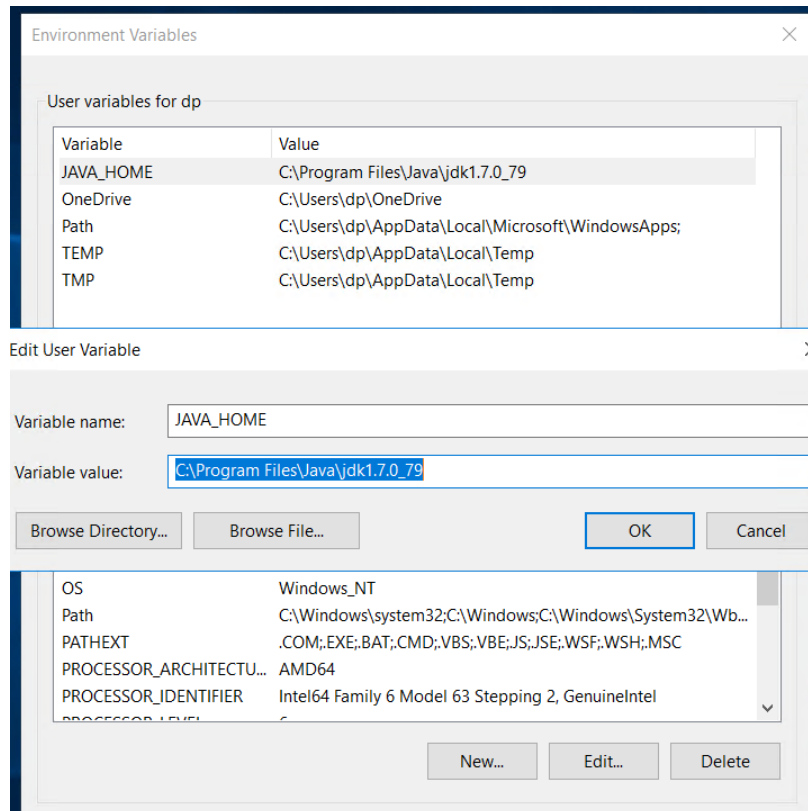 Environment Variables
User variables for dp
Variable Value
JAVA_HOME C:\Program Files\Java\jdk1.7.0_79
OneDrive C:\Users\dp\OneDrive
Path C:\Users\dp\AppData\Local\Microsoft\WindowsApps;
TEMP C:\Users\dp\AppData\Local\Temp
TMP C:\Users\dp\AppData\Local\Temp
Edit User Variable
Variable name: JAVA_HOME
Variable value: C:\Program Files\Java\jdk1.7.0_79
Browse Directory... Browse File... OK Cancel
OS Windows_NT
Path C:\Windows\system32;C:\Windows;C:\Windows\System32\Wb...
PATHEXT .COM;.EXE;.BAT;.CMD;.VBS;.VBE;.JS;.JSE;.WSF;.WSH;.MSC
PROCESSOR_ARCHITECTU... AMD64
PROCESSOR_IDENTIFIER Intel64 Family 6 Model 63 Stepping 2, GenuineIntel
New... Edit... Delete